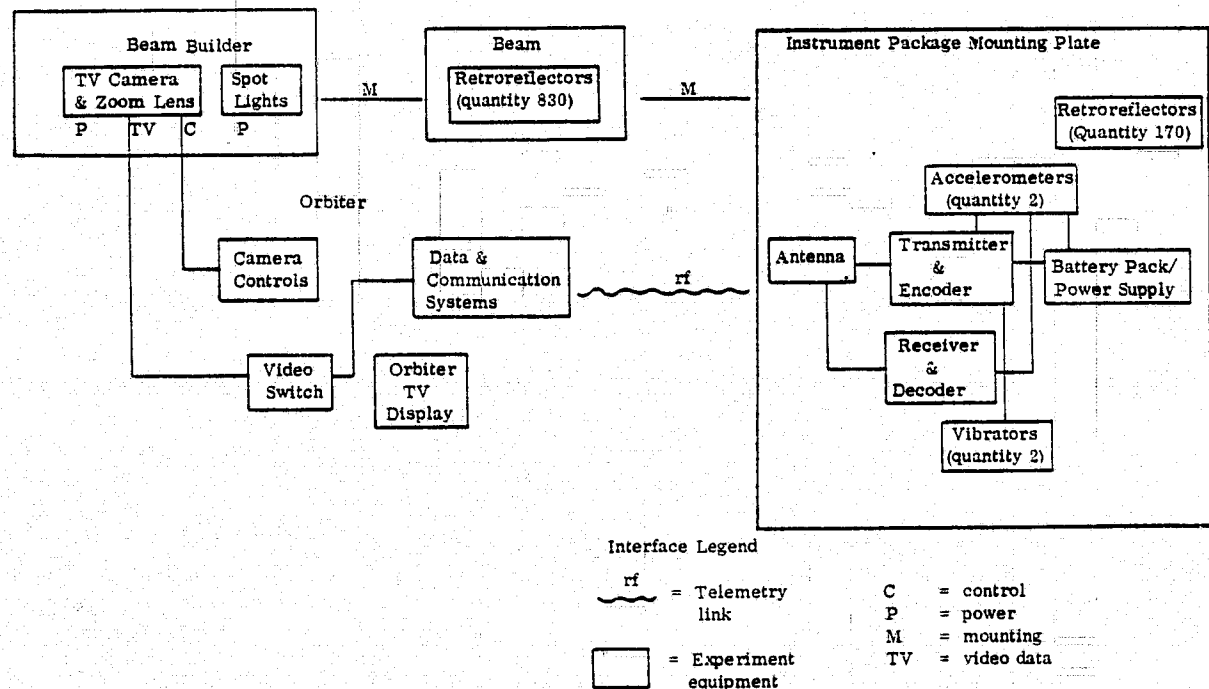 Beam Builder
TV Camera
& Zoom Lens
Spot
Lights
P
TV
C
P
M
Beam
Retroreflectors
(quantity 830)
M
Instrument Package Mounting Plate
Retroreflectors
(Quantity 170)
Accelerometers
(quantity 2)
Antenna
Transmitter
&
Encoder
Battery Pack/
Power Supply
Receiver
&
Decoder
Vibrators
(quantity 2)
Orbiter
Camera
Controls
Data &
Communication
Systems
rf
Video
Switch
Orbiter
TV
Display
Interface Legend
rf
= Telemetry
link
= Experiment
equipment
C = control
P = power
M = mounting
TV = video data